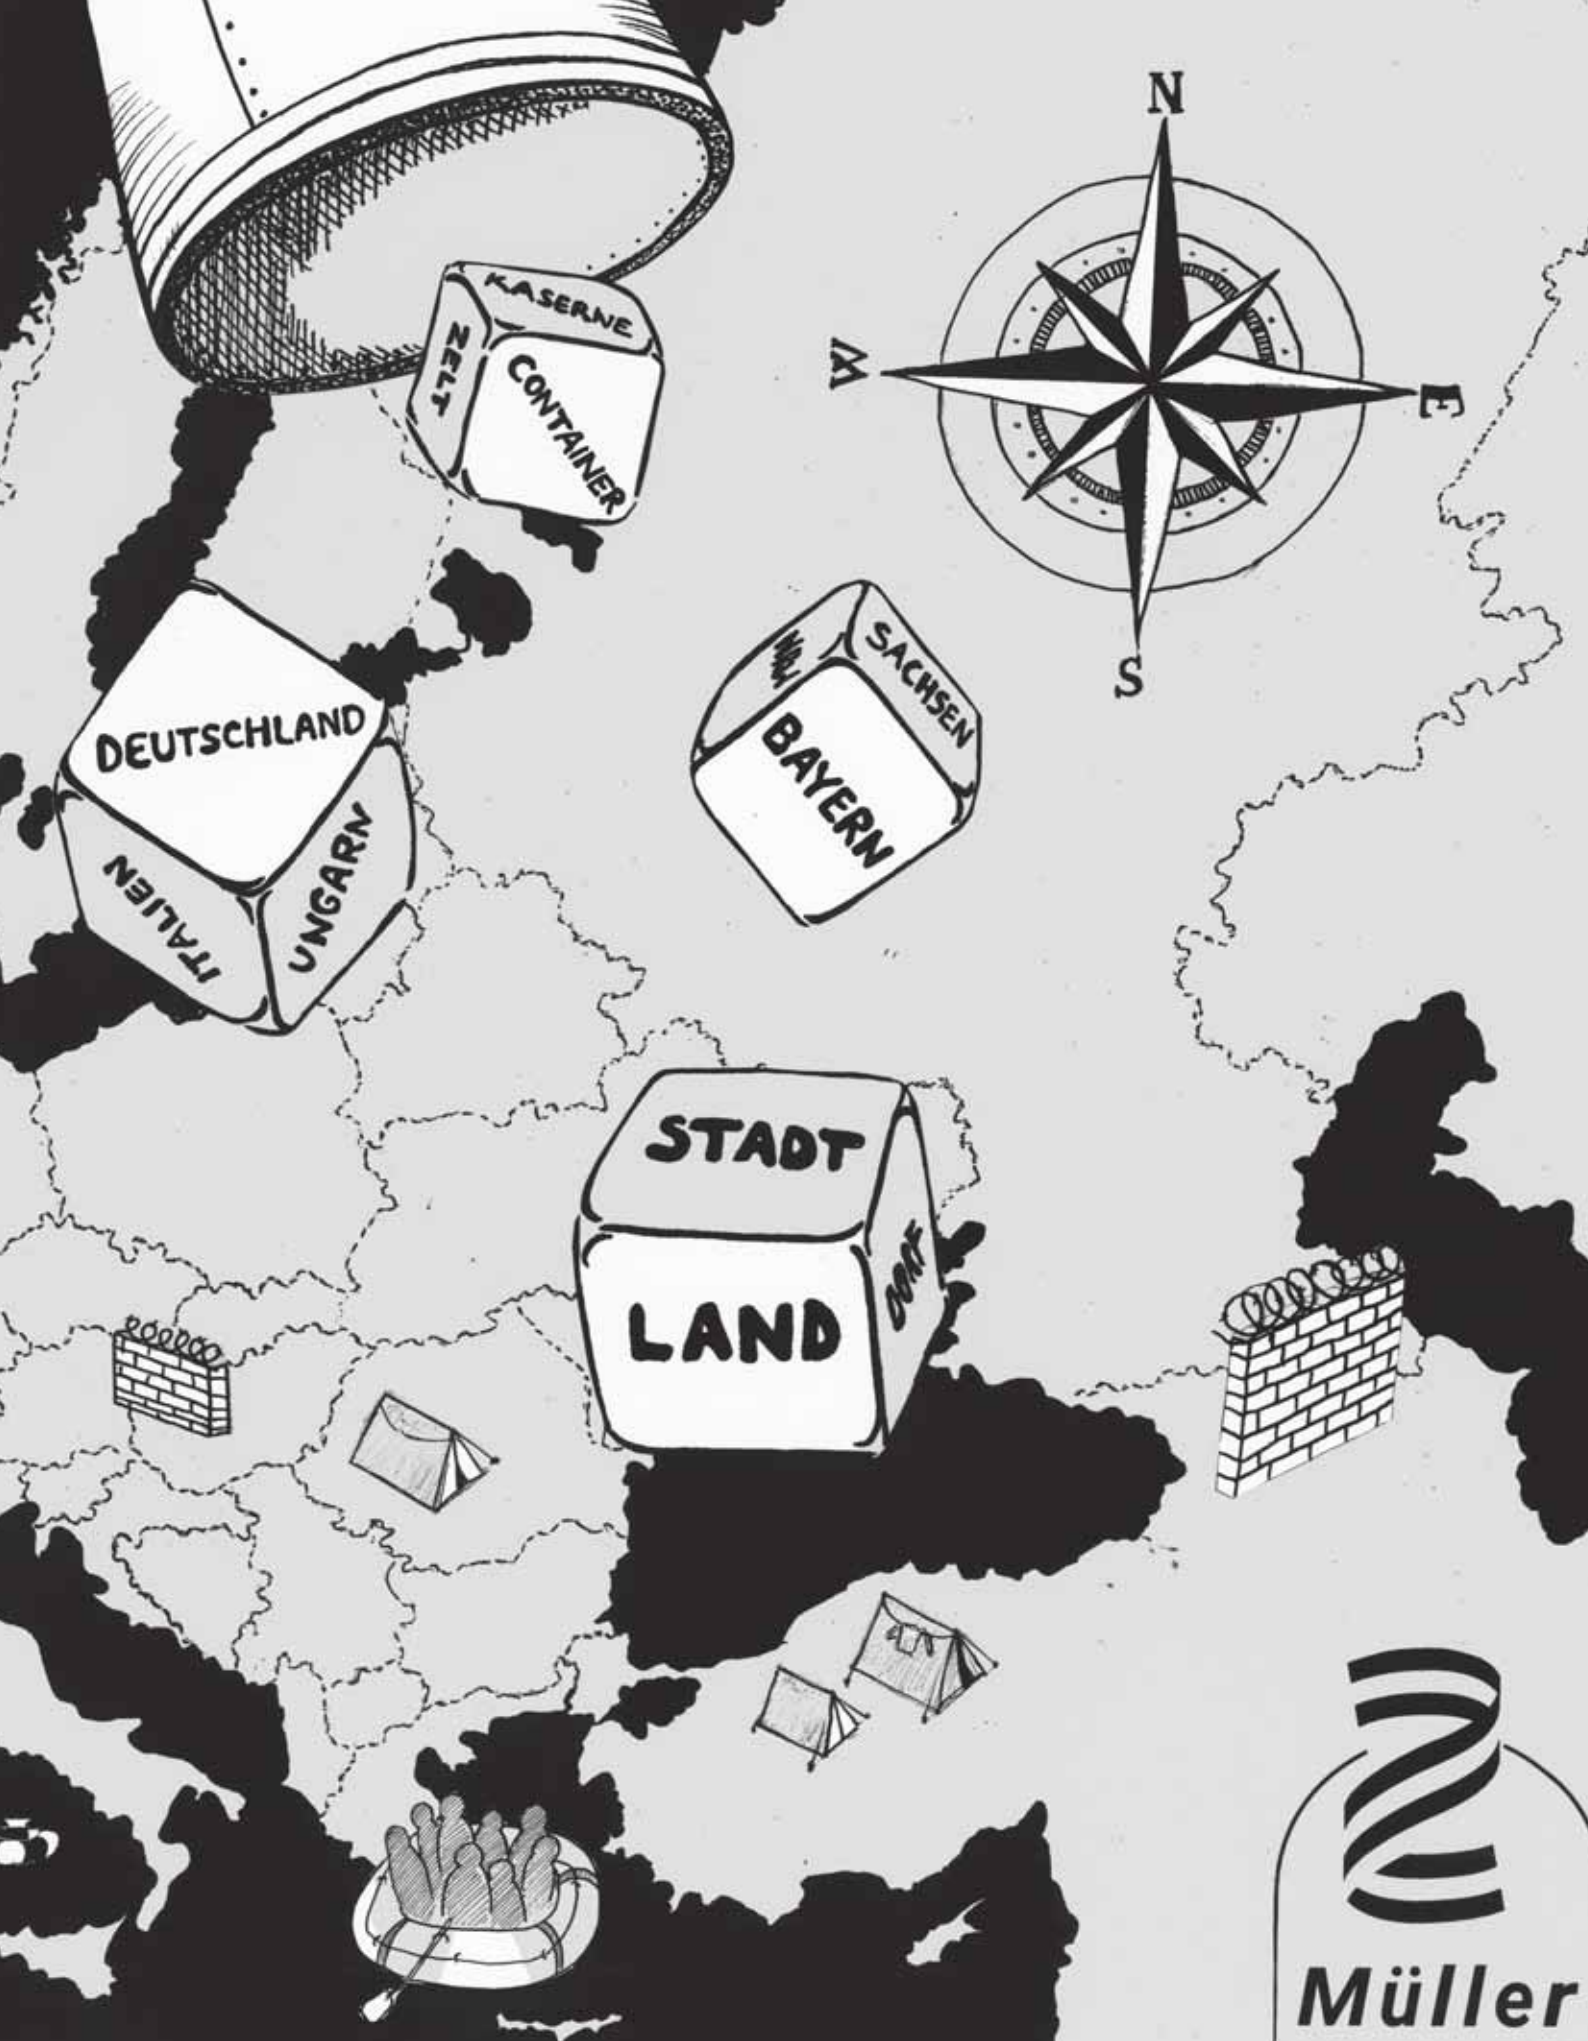 N
W
E
S
KASERNE
ZELT
CONTAINER
SACHSEN
BAYERN
DEUTSCHLAND
ITALIEN
UNGARN
STADT
LAND
DORF
Müller